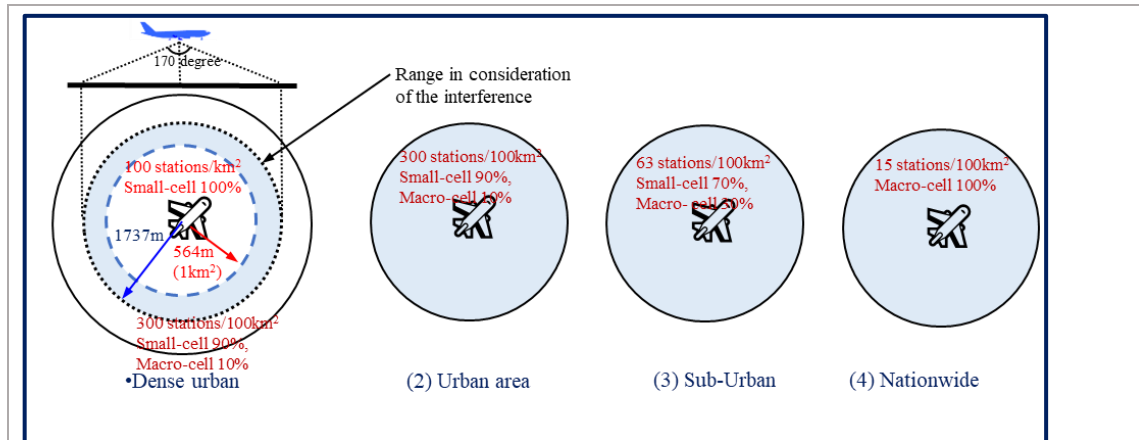 170 degree
Range in consideration
of the interference
100 stations/km²
Small-cell 100%
1737m
564m
(1km²)
300 stations/100km²
Small-cell 90%,
Macro-cell 10%
•Dense urban
300 stations/100km²
Small-cell 90%,
Macro-cell 10%
(2) Urban area
63 stations/100km²
Small-cell 70%,
Macro- cell 30%
(3) Sub-Urban
15 stations/100km²
Macro-cell 100%
(4) Nationwide